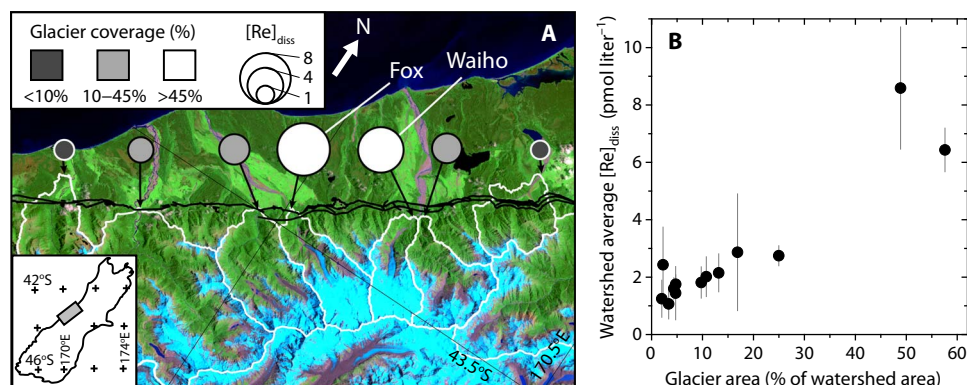 Glacier coverage (%)
<10%
10−45%
>45%
[Re]diss
8
4
1
N
A
Fox
Waiho
42°S
46°S
170°E
174°E
43.5°S
170.5°E
B
Watershed average [Re]diss (pmol liter−1)
10
8
6
4
2
0
0 10 20 30 40 50 60
Glacier area (% of watershed area)